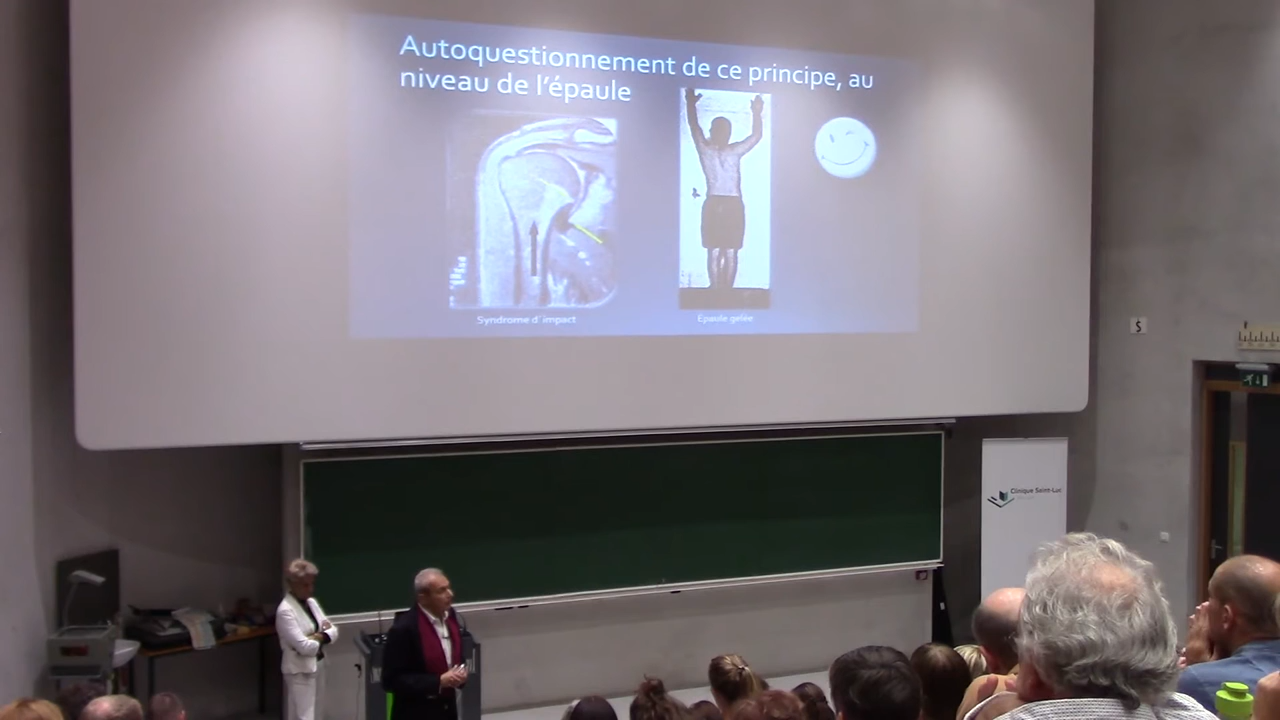 Autoquestionnement de ce principe, au
niveau de l'épaule
Syndrome d'impact
Epaule gelée
Clinique Saint-Luc
$